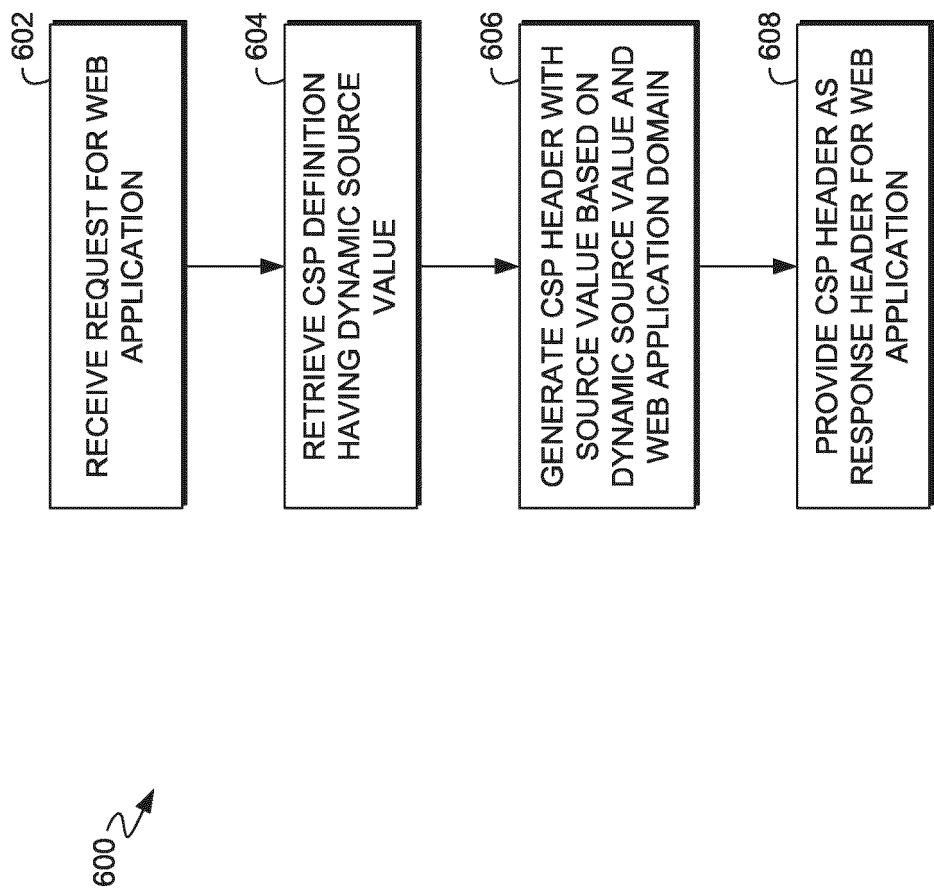 600
602
RECEIVE REQUEST FOR WEB
APPLICATION
604
RETRIEVE CSP DEFINITION
HAVING DYNAMIC SOURCE
VALUE
606
GENERATE CSP HEADER WITH
SOURCE VALUE BASED ON
DYNAMIC SOURCE VALUE AND
WEB APPLICATION DOMAIN
608
PROVIDE CSP HEADER AS
RESPONSE HEADER FOR WEB
APPLICATION